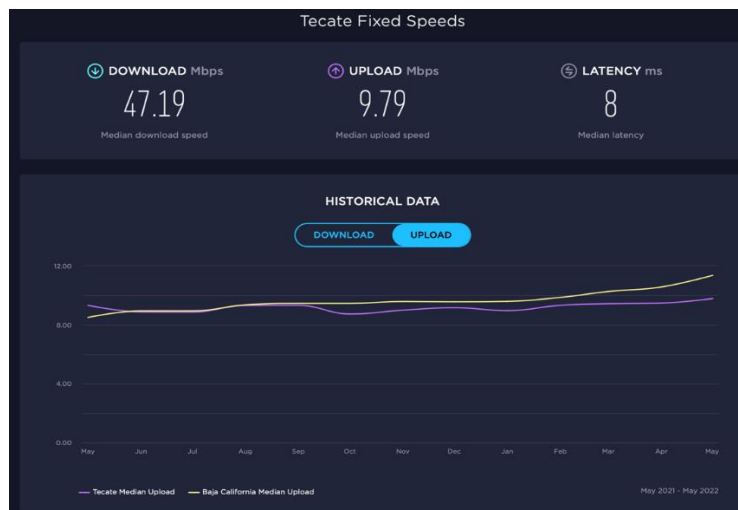 Tecate Fixed Speeds
DOWNLOAD Mbps
47.19
Median download speed
UPLOAD Mbps
9.79
Median upload speed
LATENCY ms
8
Median latency
HISTORICAL DATA
DOWNLOAD UPLOAD
12.00
8.00
4.00
0.00
May Jun Jul Aug Sep Oct Nov Dec Jan Feb Mar Apr May
Tecate Median Upload Baja California Median Upload May 2021 - May 2022